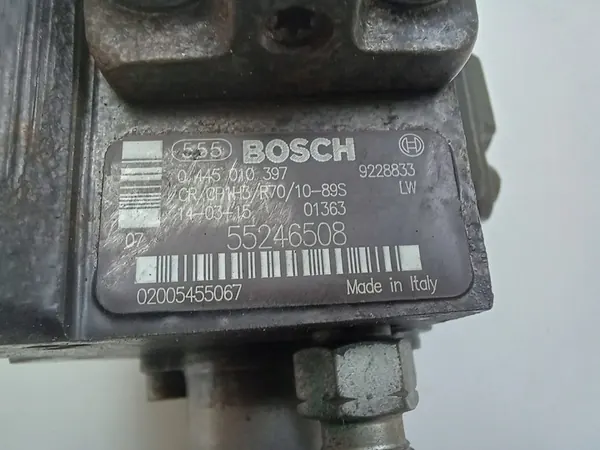 555 BOSCH
0 445 010 397 9228833
CR/CP1H3/R70/10-89S LW
14-03-15 01363
07 55246508
02005455067 Made in Italy